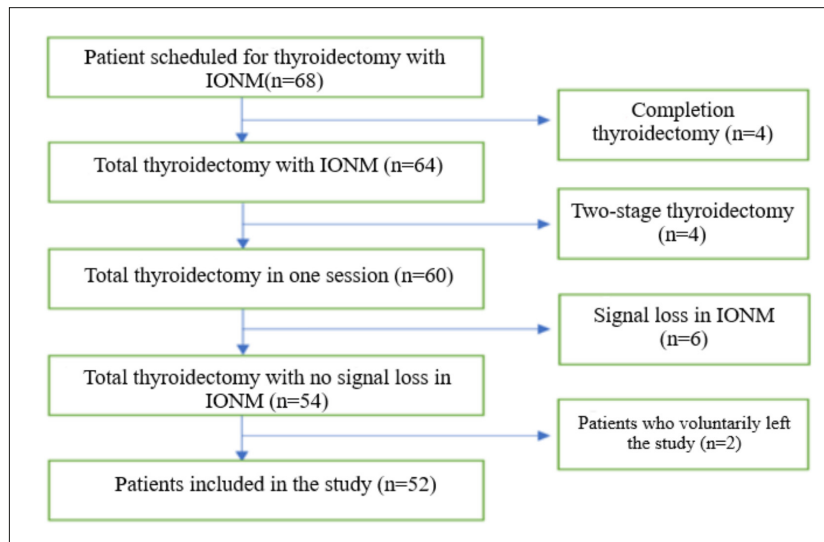 Patient scheduled for thyroidectomy with
IONM(n=68)
Completion
thyroidectomy (n=4)
Total thyroidectomy with IONM (n=64)
Two-stage thyroidectomy
(n=4)
Total thyroidectomy in one session (n=60)
Signal loss in IONM
(n=6)
Total thyroidectomy with no signal loss in
IONM (n=54)
Patients who voluntarily left
the study (n=2)
Patients included in the study (n=52)